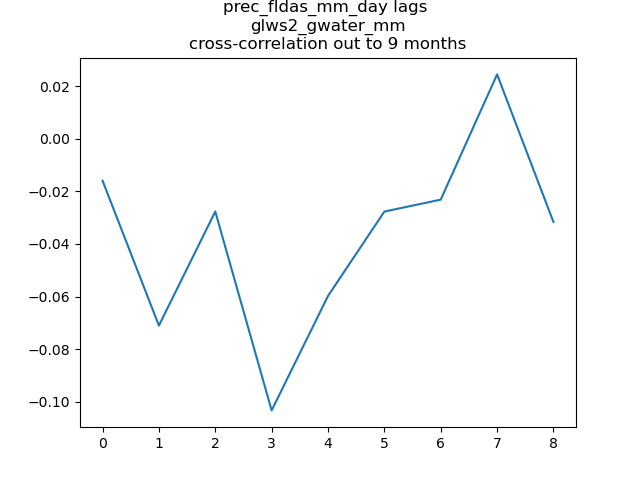 prec_fldas_mm_day lags
glws2_gwater_mm
cross-correlation out to 9 months
0.02
0.00
−0.02
−0.04
−0.06
−0.08
−0.10
0 1 2 3 4 5 6 7 8